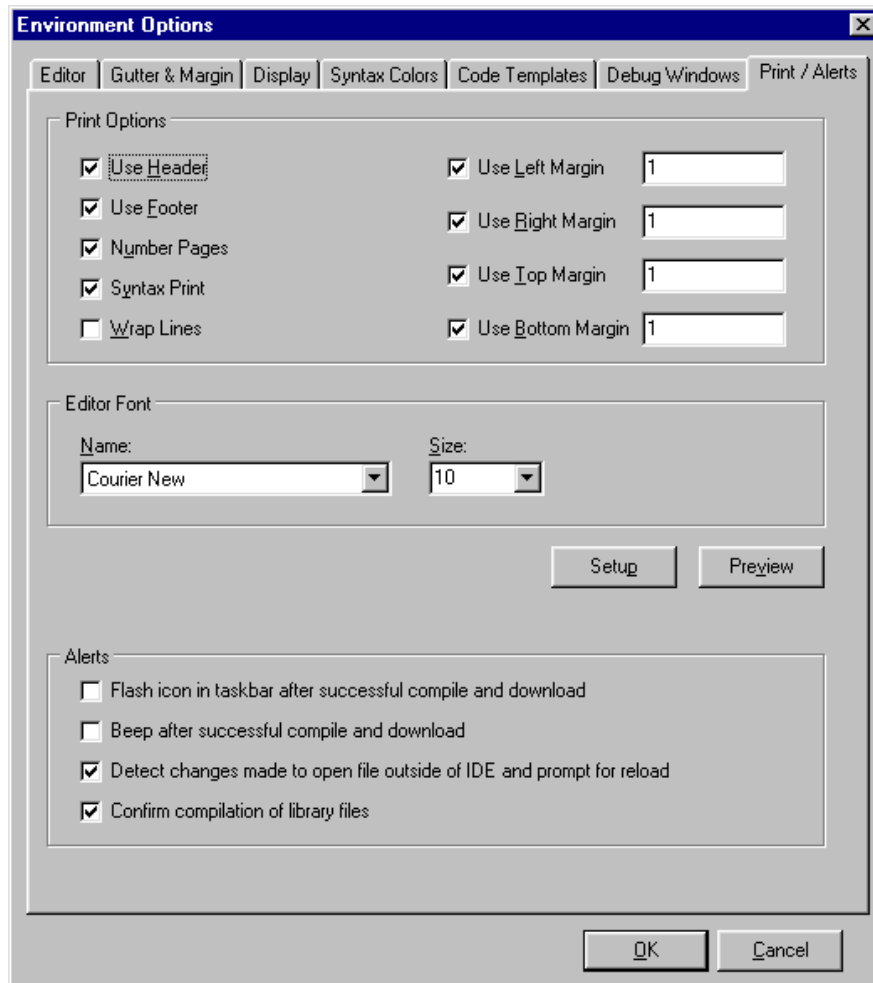 Environment Options
Editor Gutter & Margin Display Syntax Colors Code Templates Debug Windows Print / Alerts
Print Options
Use Header Use Left Margin 1
Use Footer
Use Right Margin 1
Number Pages
Use Top Margin 1
Syntax Print
Wrap Lines Use Bottom Margin 1
Editor Font
Name: Size:
Courier New 10
Setup Preview
Alerts
Flash icon in taskbar after successful compile and download
Beep after successful compile and download
Detect changes made to open file outside of IDE and prompt for reload
Confirm compilation of library files
OK Cancel